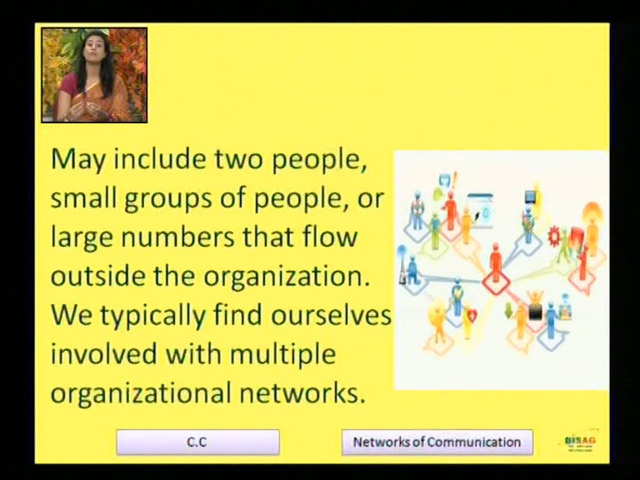 May include two people,
small groups of people, or
large numbers that flow
outside the organization.
We typically find ourselves
involved with multiple
organizational networks.
C.C
Networks of Communication
BISAG